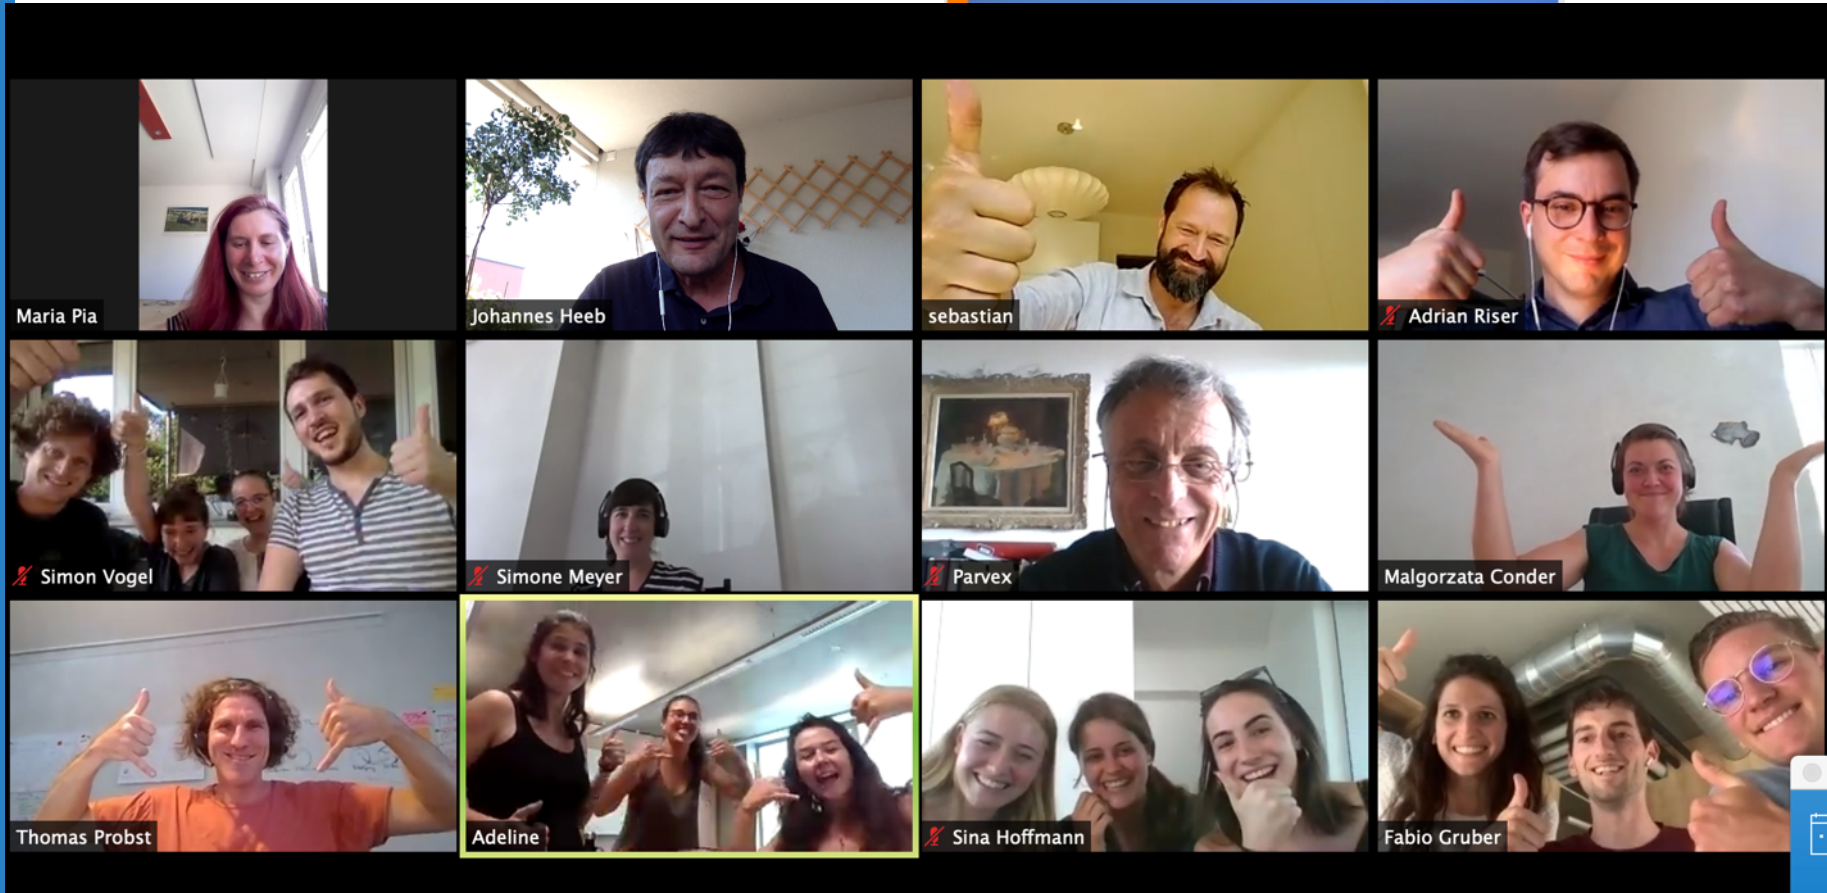 Maria Pia
Johannes Heeb
sebastian
Adrian Riser
Simon Vogel
Simone Meyer
Parvex
Malgorzata Conder
Thomas Probst
Adeline
Sina Hoffmann
Fabio Gruber